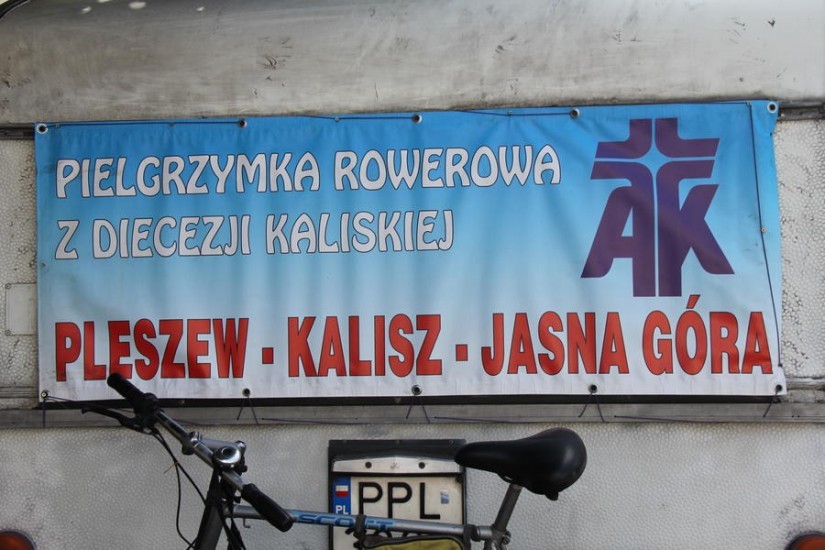 PIELGRZYMKA ROWEROWA
Z DIECEZJI KALISKIEJ
AK
PLESZEW - KALISZ - JASNA GÓRA
PL PPL
SCOTT